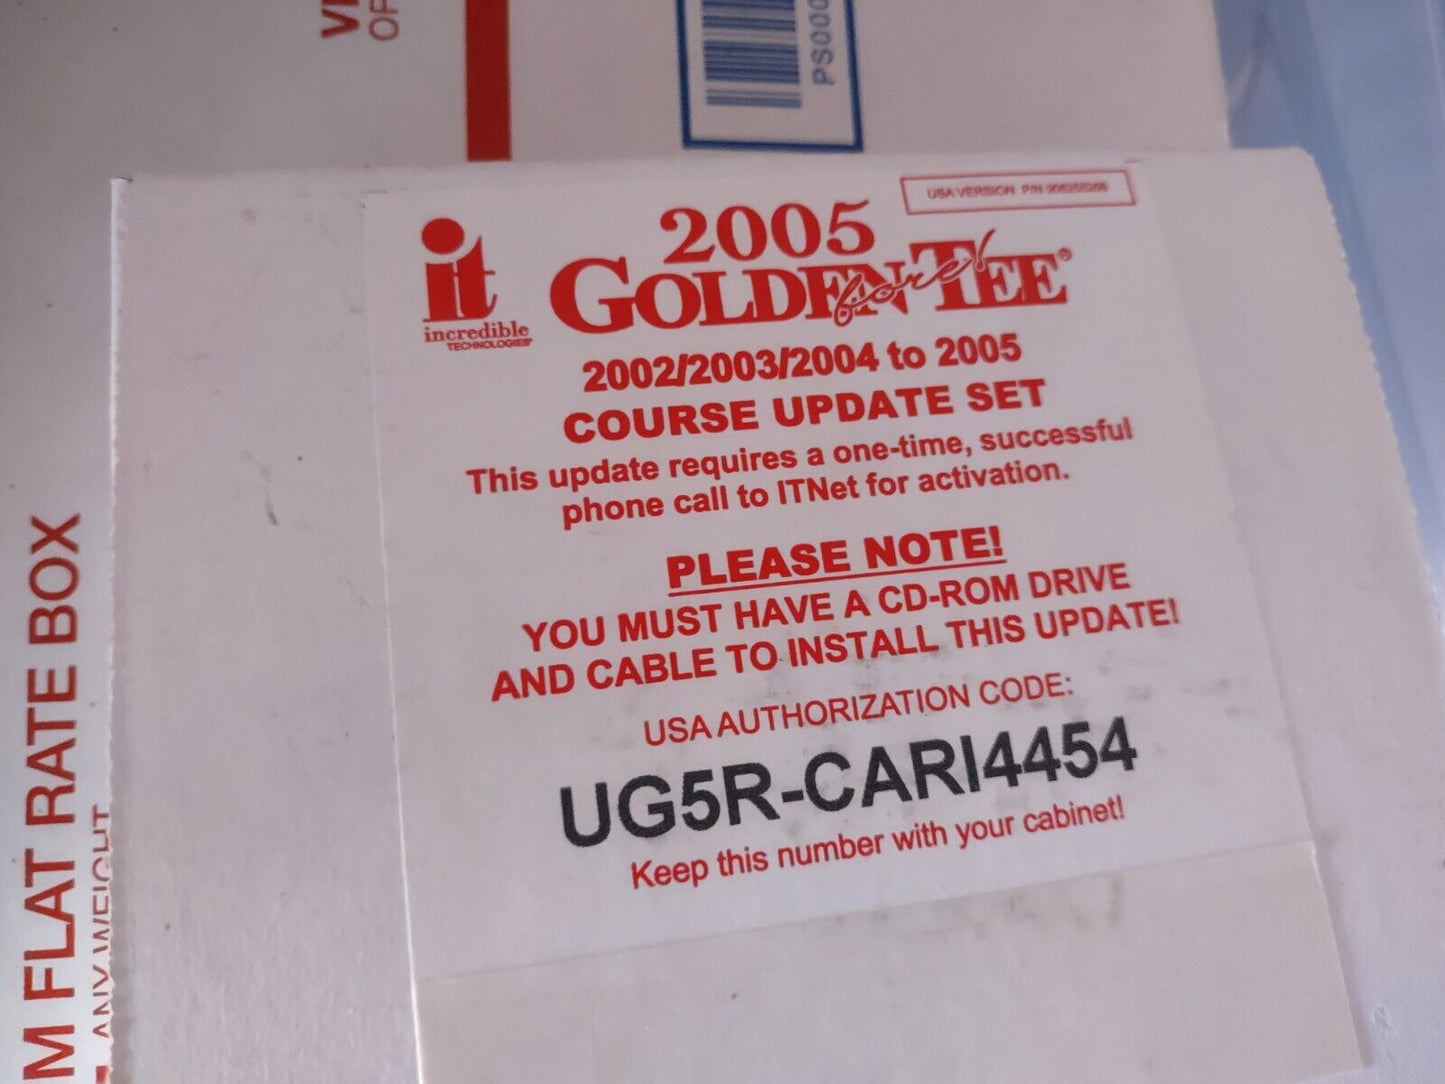 PS000
USA VERSION P/N
it
incredible
TECHNOLOGIES®
2005
GOLDEN TEE®
fore!
2002/2003/2004 to 2005
COURSE UPDATE SET
This update requires a one-time, successful
phone call to ITNet for activation.
PLEASE NOTE!
YOU MUST HAVE A CD-ROM DRIVE
AND CABLE TO INSTALL THIS UPDATE!
USA AUTHORIZATION CODE:
UG5R-CARI4454
Keep this number with your cabinet!
M FLAT RATE BOX
ANY WEIGHT